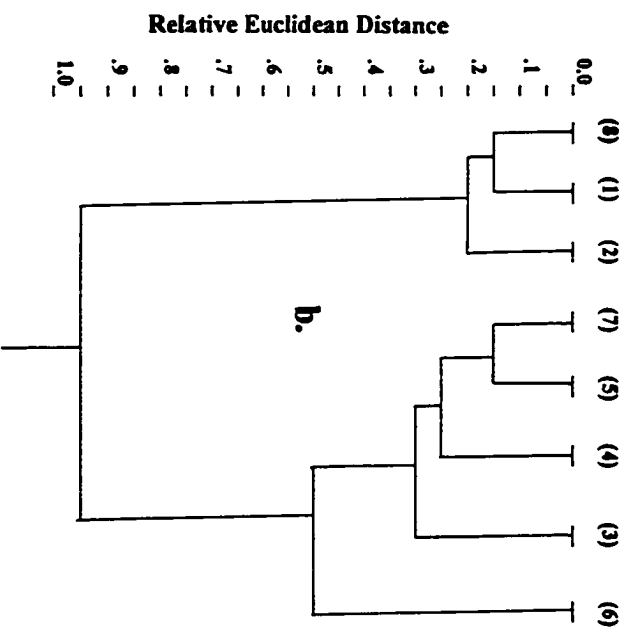 Relative Euclidean Distance
1.0 .9 .8 .7 .6 .5 .4 .3 .2 .1 0.0
(8)
(1)
(2)
(7)
(5)
(4)
(3)
(6)
b.